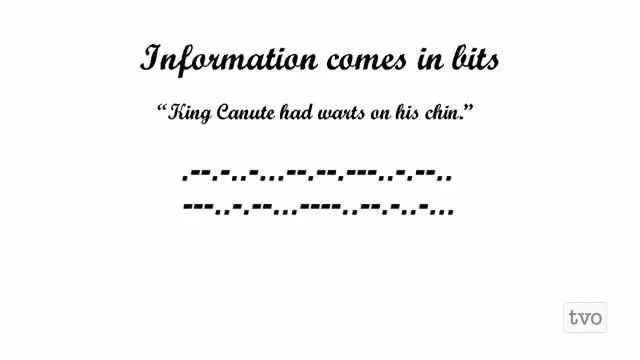 Information comes in bits
“King Canute had warts on his chin.”
.--.-..-...--.--.---..-.--..
---..-.--...----..--.-..-...
tvo